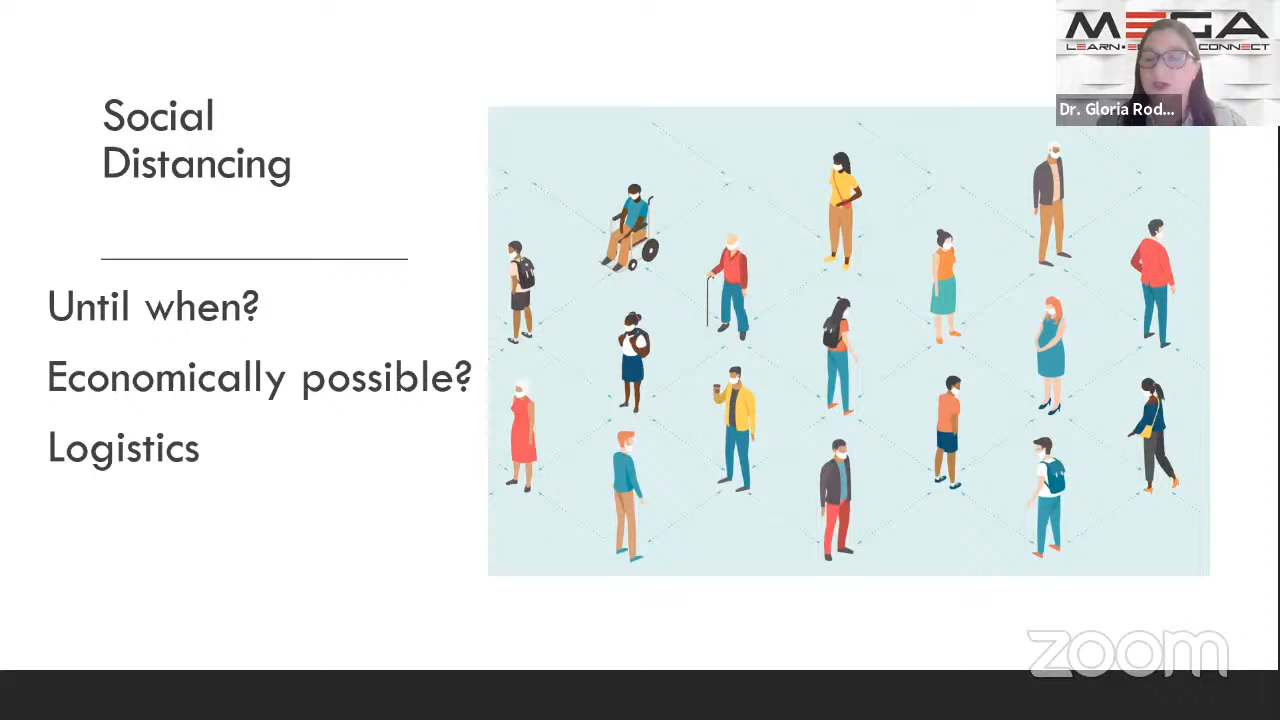 Social
Distancing
Until when?
Economically possible?
Logistics
MEGA
LEARN
CONNECT
Dr. Gloria Rod...
zoom